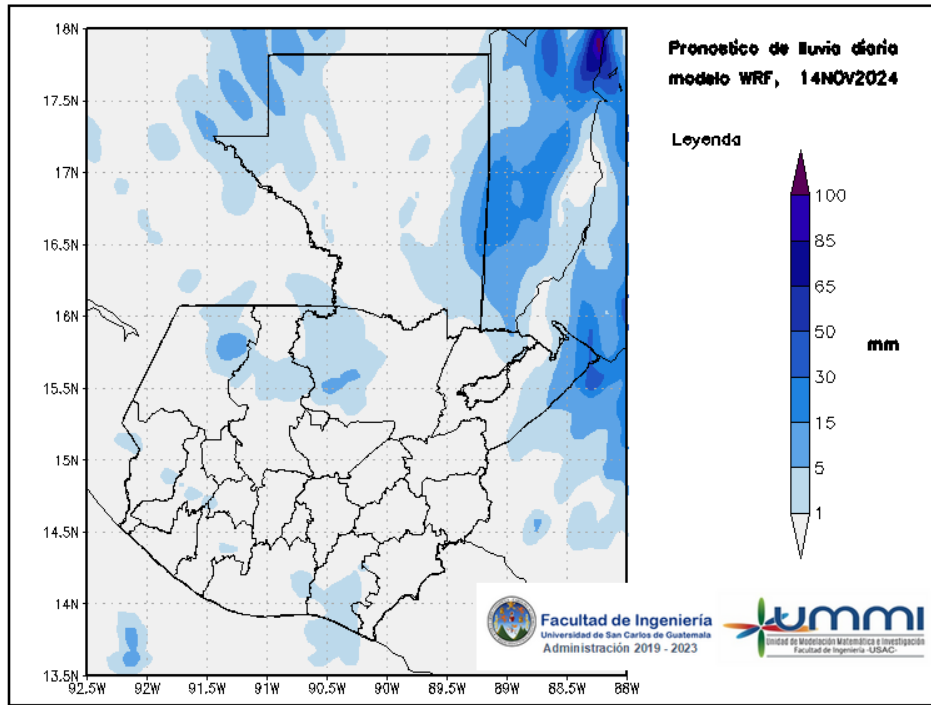 Pronostico de lluvia diaria
modelo WRF, 14NOV2024
Leyenda
100
85
65
50
30
15
5
1
mm
18N
17.5N
17N
16.5N
16N
15.5N
15N
14.5N
14N
13.5N
92.5W
92W
91.5W
91W
90.5W
90W
89.5W
89W
88.5W
88W
Facultad de Ingeniería
Universidad de San Carlos de Guatemala
Administración 2019 - 2023
ummi
Unidad de Modelación Matemática e Investigación
Facultad de Ingeniería -USAC-